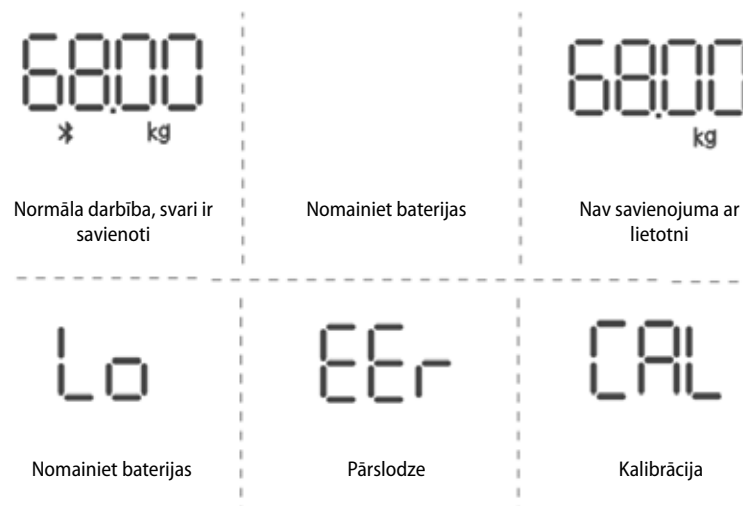 68.00
kg
Normāla darbība, svari ir
savienoti
Nomainiet baterijas
68.00
kg
Nav savienojuma ar
lietotni
Lo
Nomainiet baterijas
EEr
Pārslodze
CAL
Kalibrācija